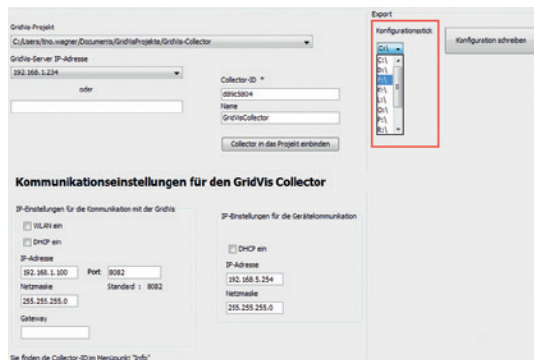 GridVis-Projekt
C:/Users/tino.wagner/Documents/GridVisProjekte/GridVis-Collector
GridVis-Server IP-Adresse
192.168.1.234
oder
Collector-ID *
d89c5804
Name
GridVisCollector
Collector in das Projekt einbinden
Export
Konfigurationsstick
G:\
C:\
D:\
F:\
K:\
L:\
O:\
P:\
R:\
Konfiguration schreiben
Kommunikationseinstellungen für den GridVis Collector
IP-Einstellungen für die Kommunikation mit der GridVis
WLAN ein
DHCP ein
IP-Adresse
192.168.1.100 Port 8082
Netzmaske Standard : 8082
255.255.255.0
Gateway
IP-Einstellungen für die Gerätekommunikation
DHCP ein
IP-Adresse
192.168.5.254
Netzmaske
255.255.255.0
Sie finden die Collector-ID im Menüpunkt "Info"